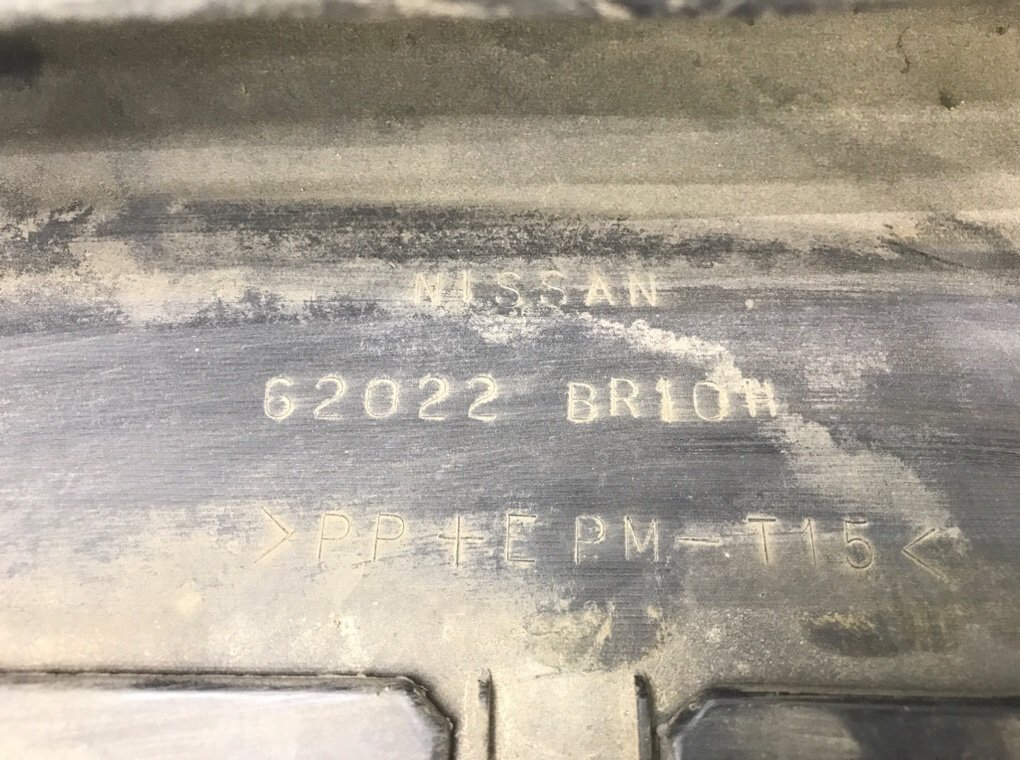 NISSAN
62022 BR10H
>PP+EPM-T15<